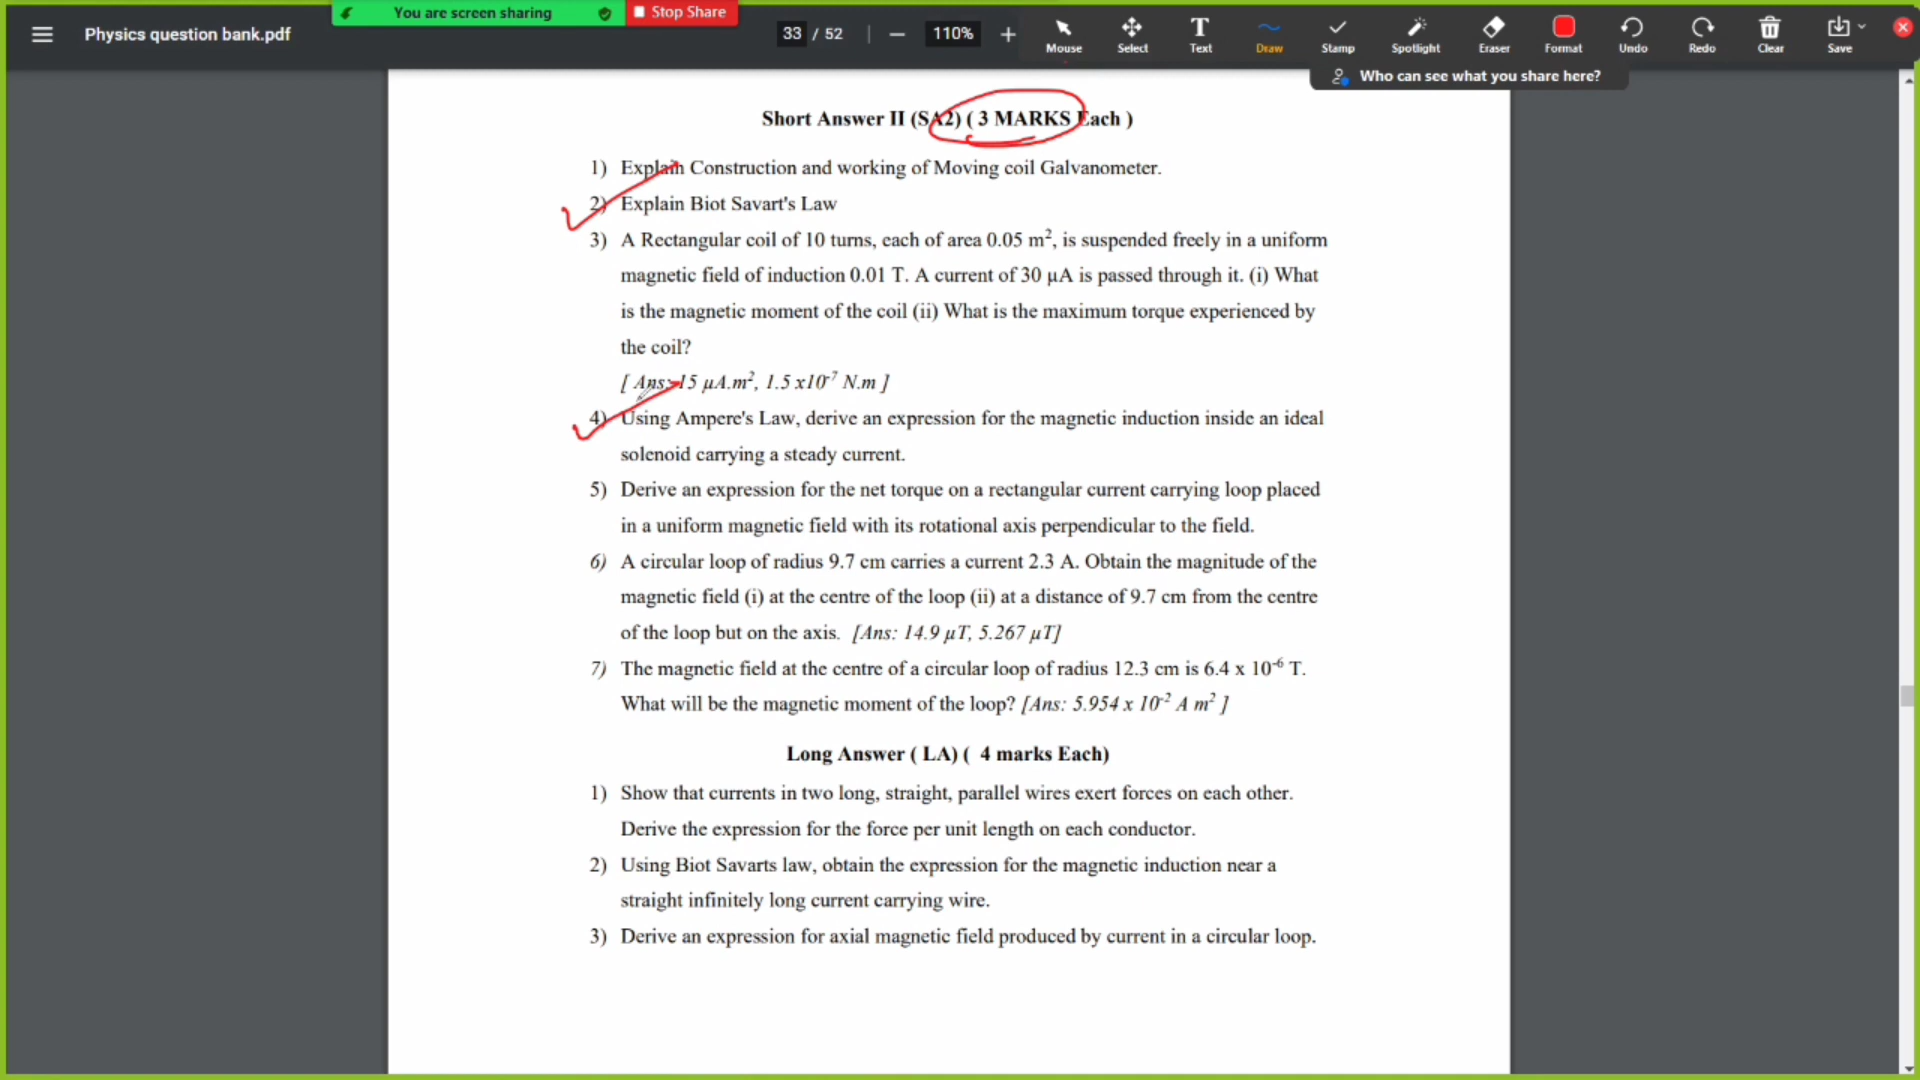 You are screen sharing
Stop Share
Physics question bank.pdf
33 / 52
110%
Mouse
Select
Text
Draw
Stamp
Spotlight
Eraser
Format
Undo
Redo
Clear
Save
Who can see what you share here?
Short Answer II (SA2) ( 3 MARKS Each )
1) Explain Construction and working of Moving coil Galvanometer.
2) Explain Biot Savart's Law
3) A Rectangular coil of 10 turns, each of area 0.05 m², is suspended freely in a uniform
magnetic field of induction 0.01 T. A current of 30 μA is passed through it. (i) What
is the magnetic moment of the coil (ii) What is the maximum torque experienced by
the coil?
[ Ans: 15 μA.m², 1.5 x10⁻⁷ N.m ]
4) Using Ampere's Law, derive an expression for the magnetic induction inside an ideal
solenoid carrying a steady current.
5) Derive an expression for the net torque on a rectangular current carrying loop placed
in a uniform magnetic field with its rotational axis perpendicular to the field.
6) A circular loop of radius 9.7 cm carries a current 2.3 A. Obtain the magnitude of the
magnetic field (i) at the centre of the loop (ii) at a distance of 9.7 cm from the centre
of the loop but on the axis. [Ans: 14.9 μT, 5.267 μT]
7) The magnetic field at the centre of a circular loop of radius 12.3 cm is 6.4 x 10⁻⁶ T.
What will be the magnetic moment of the loop? [Ans: 5.954 x 10⁻² A m² ]
Long Answer ( LA) ( 4 marks Each)
1) Show that currents in two long, straight, parallel wires exert forces on each other.
Derive the expression for the force per unit length on each conductor.
2) Using Biot Savarts law, obtain the expression for the magnetic induction near a
straight infinitely long current carrying wire.
3) Derive an expression for axial magnetic field produced by current in a circular loop.